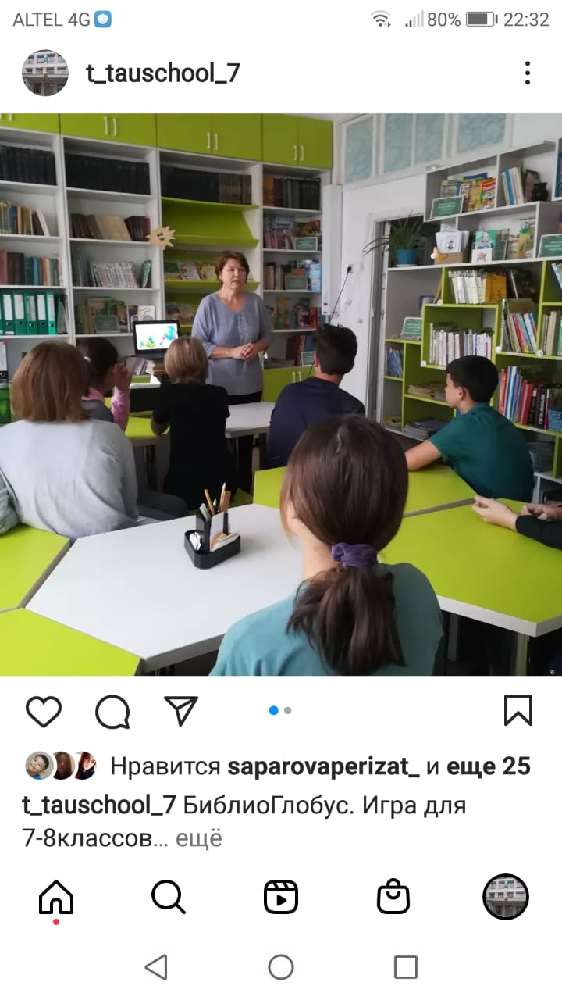 ALTEL 4G 80% 22:32
t_tauschool_7
Нравится saparovaperizat_ и еще 25
t_tauschool_7 БиблиоГлобус. Игра для
7-8классов... ещё